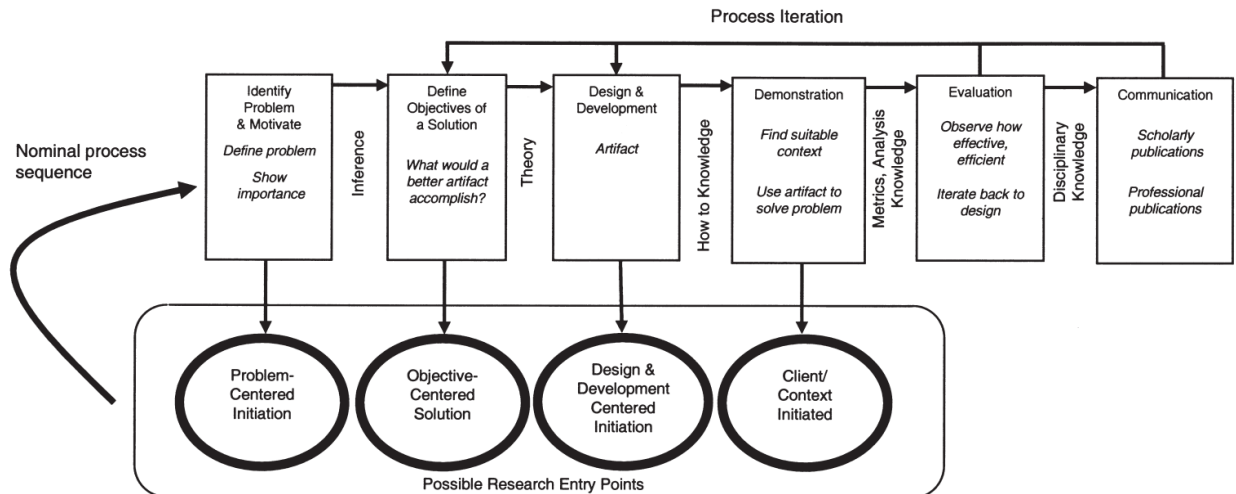 Process Iteration
Nominal process
sequence
Identify
Problem
& Motivate
Define problem
Show
importance
Inference
Define
Objectives of
a Solution
What would a
better artifact
accomplish?
Theory
Design &
Development
Artifact
How to Knowledge
Demonstration
Find suitable
context
Use artifact to
solve problem
Metrics, Analysis
Knowledge
Evaluation
Observe how
effective,
efficient
Iterate back to
design
Disciplinary
Knowledge
Communication
Scholarly
publications
Professional
publications
Problem-
Centered
Initiation
Objective-
Centered
Solution
Design &
Development
Centered
Initiation
Client/
Context
Initiated
Possible Research Entry Points